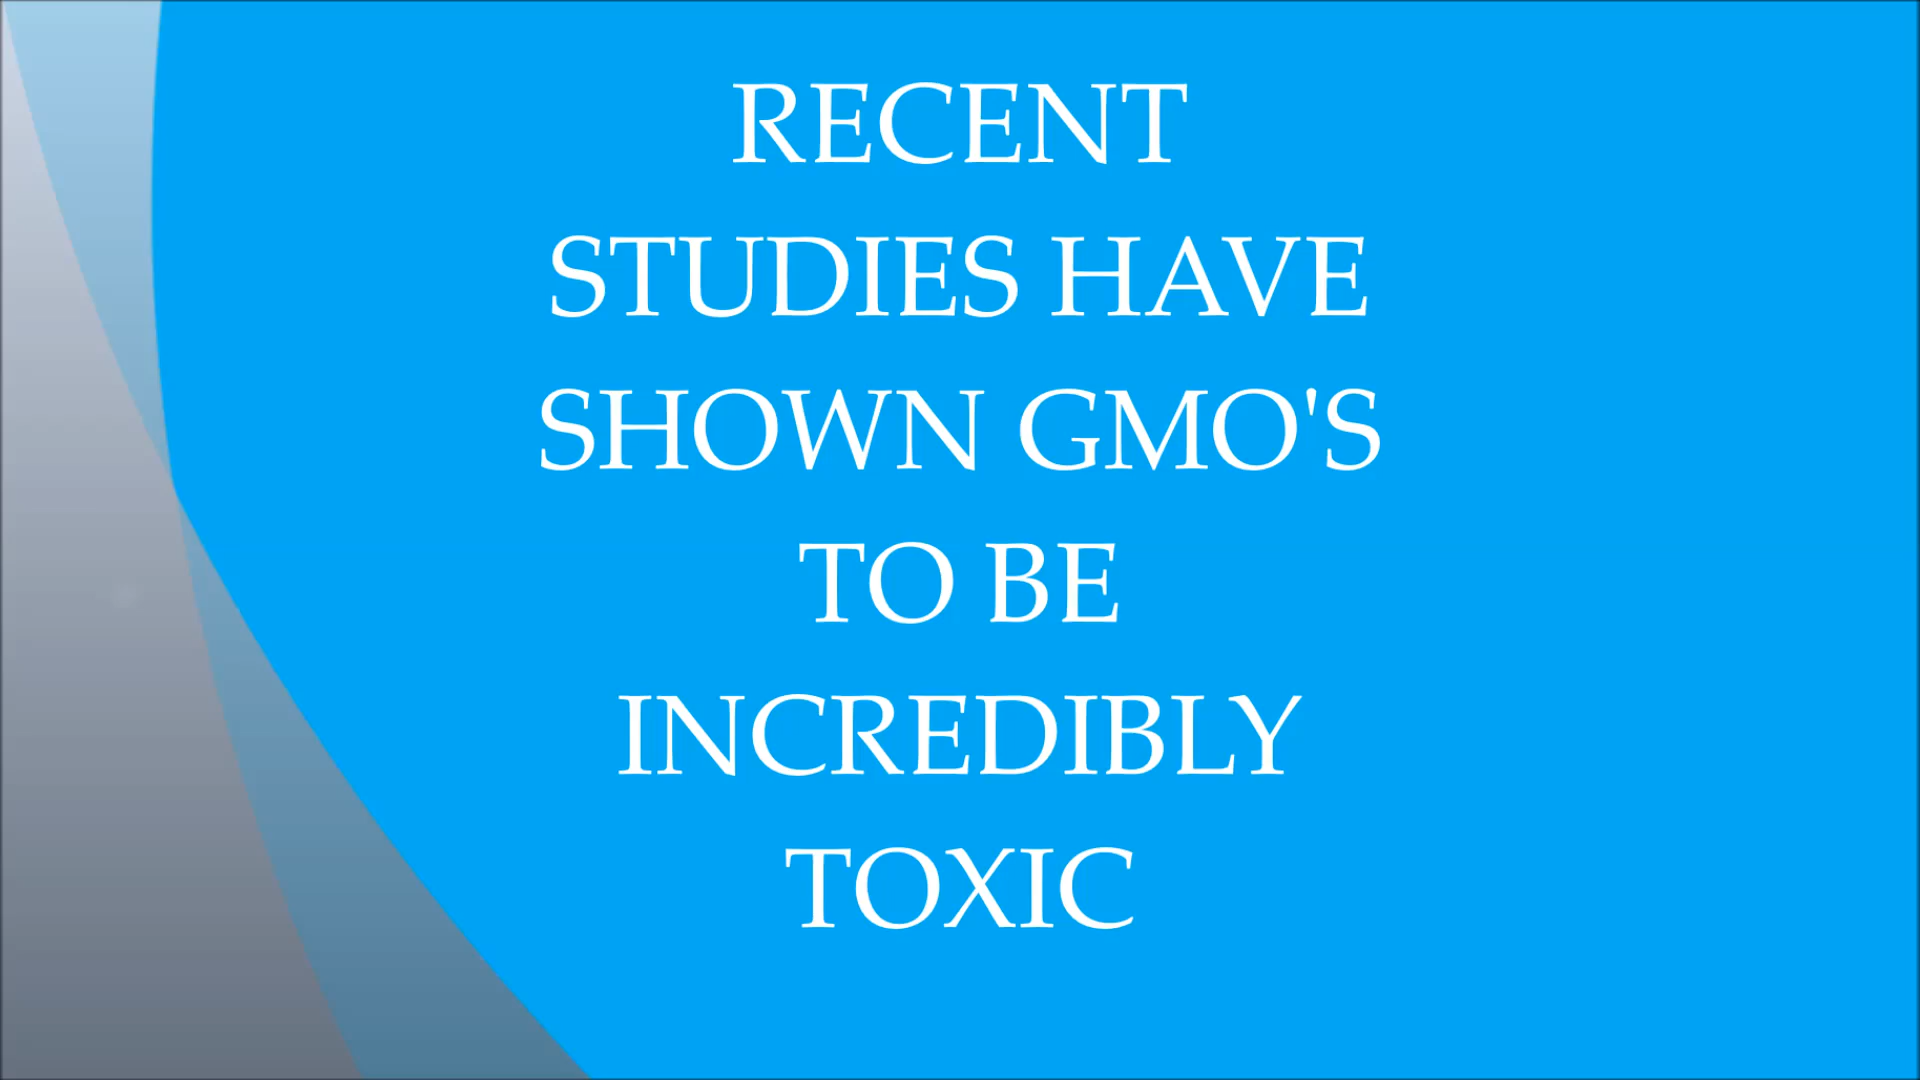 RECENT
STUDIES HAVE
SHOWN GMO'S
TO BE
INCREDIBLY
TOXIC